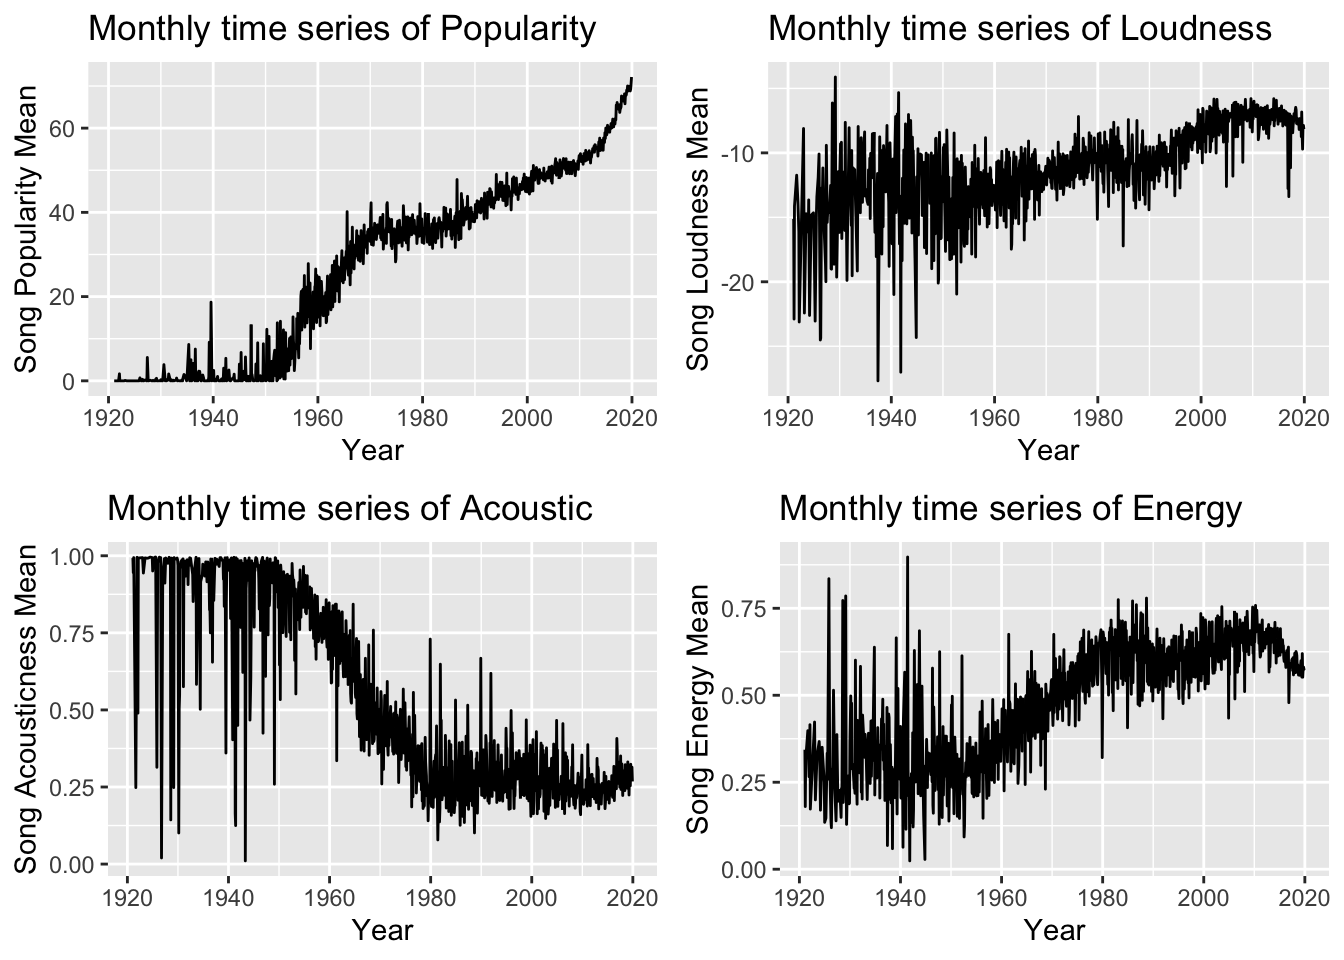 Monthly time series of Popularity
Song Popularity Mean
60
40
20
0
1920 1940 1960 1980 2000 2020
Year
Monthly time series of Loudness
Song Loudness Mean
-10
-20
1920 1940 1960 1980 2000 2020
Year
Monthly time series of Acoustic
Song Acousticness Mean
1.00
0.75
0.50
0.25
0.00
1920 1940 1960 1980 2000 2020
Year
Monthly time series of Energy
Song Energy Mean
0.75
0.50
0.25
0.00
1920 1940 1960 1980 2000 2020
Year